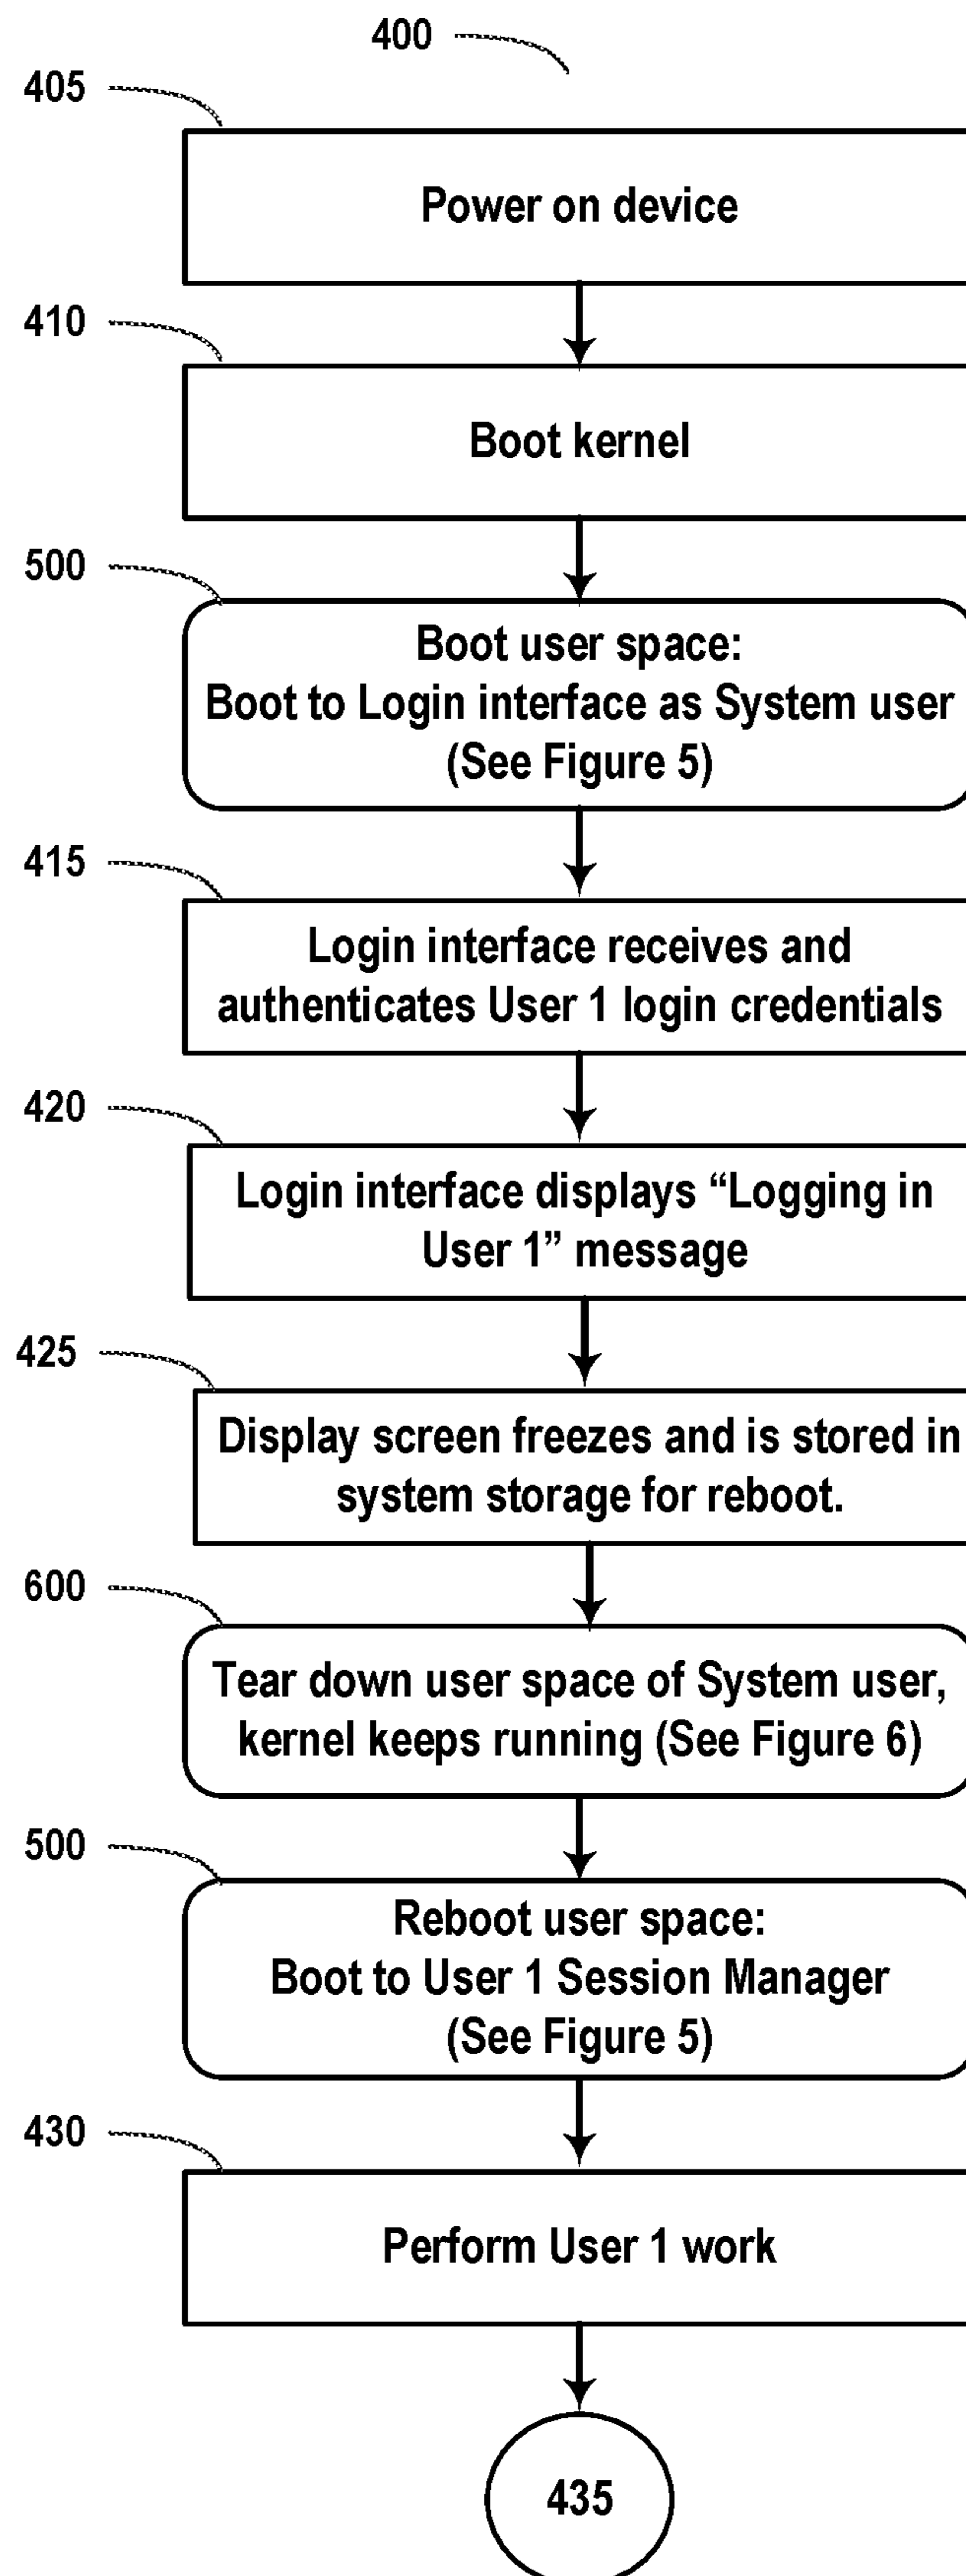 400
405
Power on device
410
Boot kernel
500
Boot user space:
Boot to Login interface as System user
(See Figure 5)
415
Login interface receives and
authenticates User 1 login credentials
420
Login interface displays “Logging in
User 1” message
425
Display screen freezes and is stored in
system storage for reboot.
600
Tear down user space of System user,
kernel keeps running (See Figure 6)
500
Reboot user space:
Boot to User 1 Session Manager
(See Figure 5)
430
Perform User 1 work
435